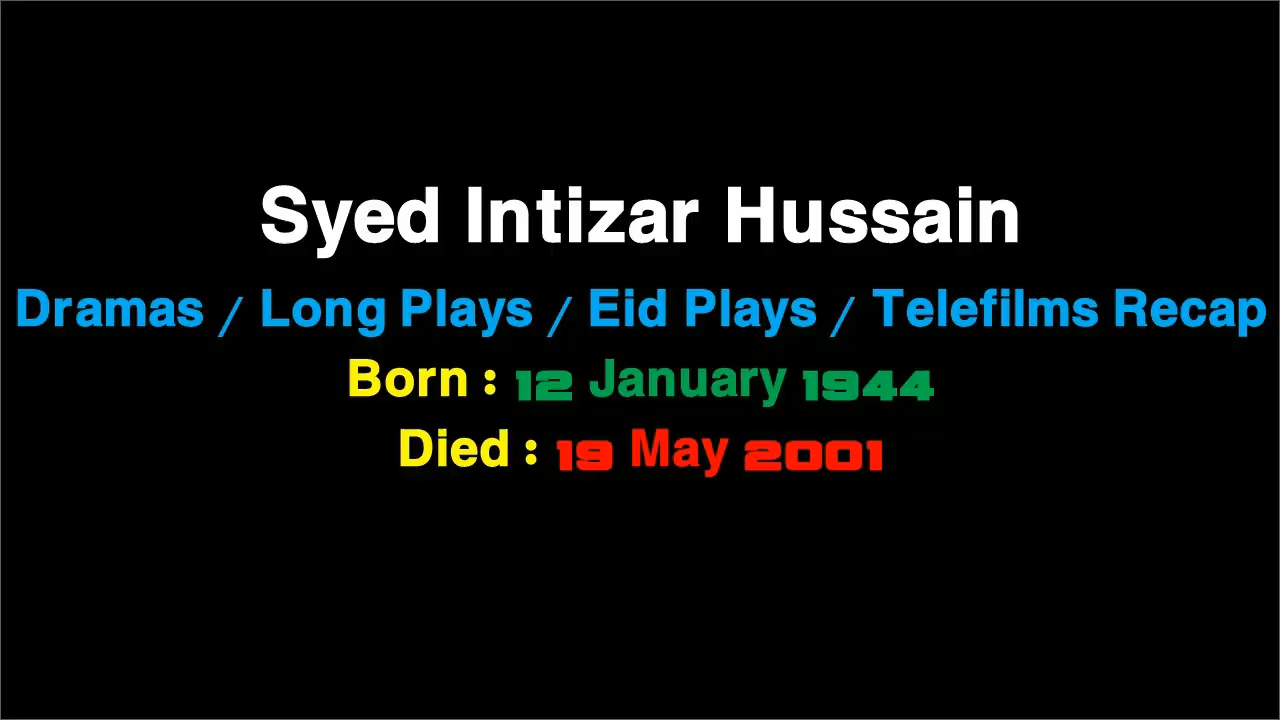 Syed Intizar Hussain
Dramas / Long Plays / Eid Plays / Telefilms Recap
Born : 12 January 1944
Died : 19 May 2001